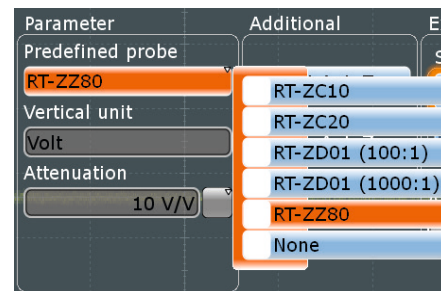 Parameter
Additional
E
Predefined probe
S
RT-ZZ80
RT-ZC10
Vertical unit
RT-ZC20
Volt
RT-ZD01 (100:1)
Attenuation
RT-ZD01 (1000:1)
10 V/V
RT-ZZ80
None